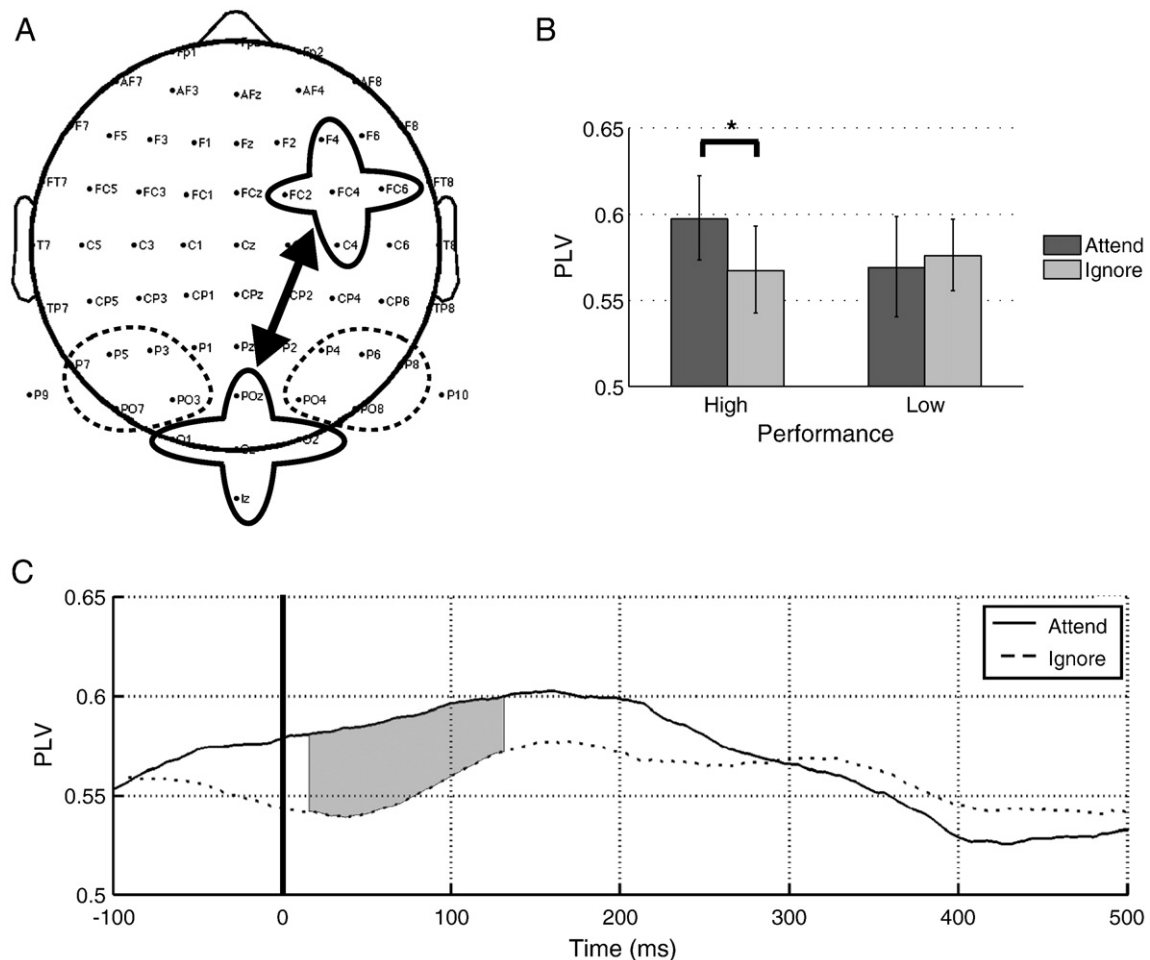 A
Fp1 Fpz Fp2
AF7 AF3 AFz AF4 AF8
F7 F5 F3 F1 Fz F2 F4 F6 F8
FT7 FC5 FC3 FC1 FCz FC2 FC4 FC6 FT8
T7 C5 C3 C1 Cz C4 C6 T8
TP7 CP5 CP3 CP1 CPz CP2 CP4 CP6 TP8
P7 P5 P3 P1 Pz P2 P4 P6 P8
P9 PO7 PO3 POz PO4 PO8 P10
O1 Oz O2
Iz
B
0.65
0.6
0.55
0.5
PLV
*
High Low
Performance
Attend
Ignore
C
0.65
0.6
0.55
0.5
PLV
-100 0 100 200 300 400 500
Time (ms)
Attend
Ignore